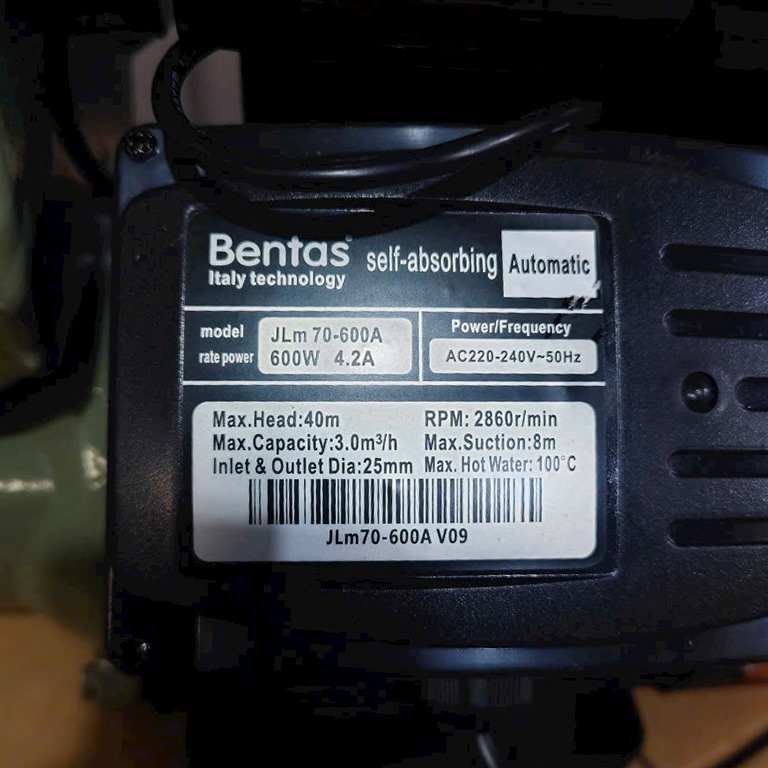 Bentas® self-absorbing Automatic
Italy technology
model JLm 70-600A
rate power 600W 4.2A
Power/Frequency
AC220-240V~50Hz
Max.Head:40m RPM: 2860r/min
Max.Capacity:3.0m³/h Max.Suction:8m
Inlet & Outlet Dia:25mm Max. Hot Water: 100°C
JLm70-600A V09